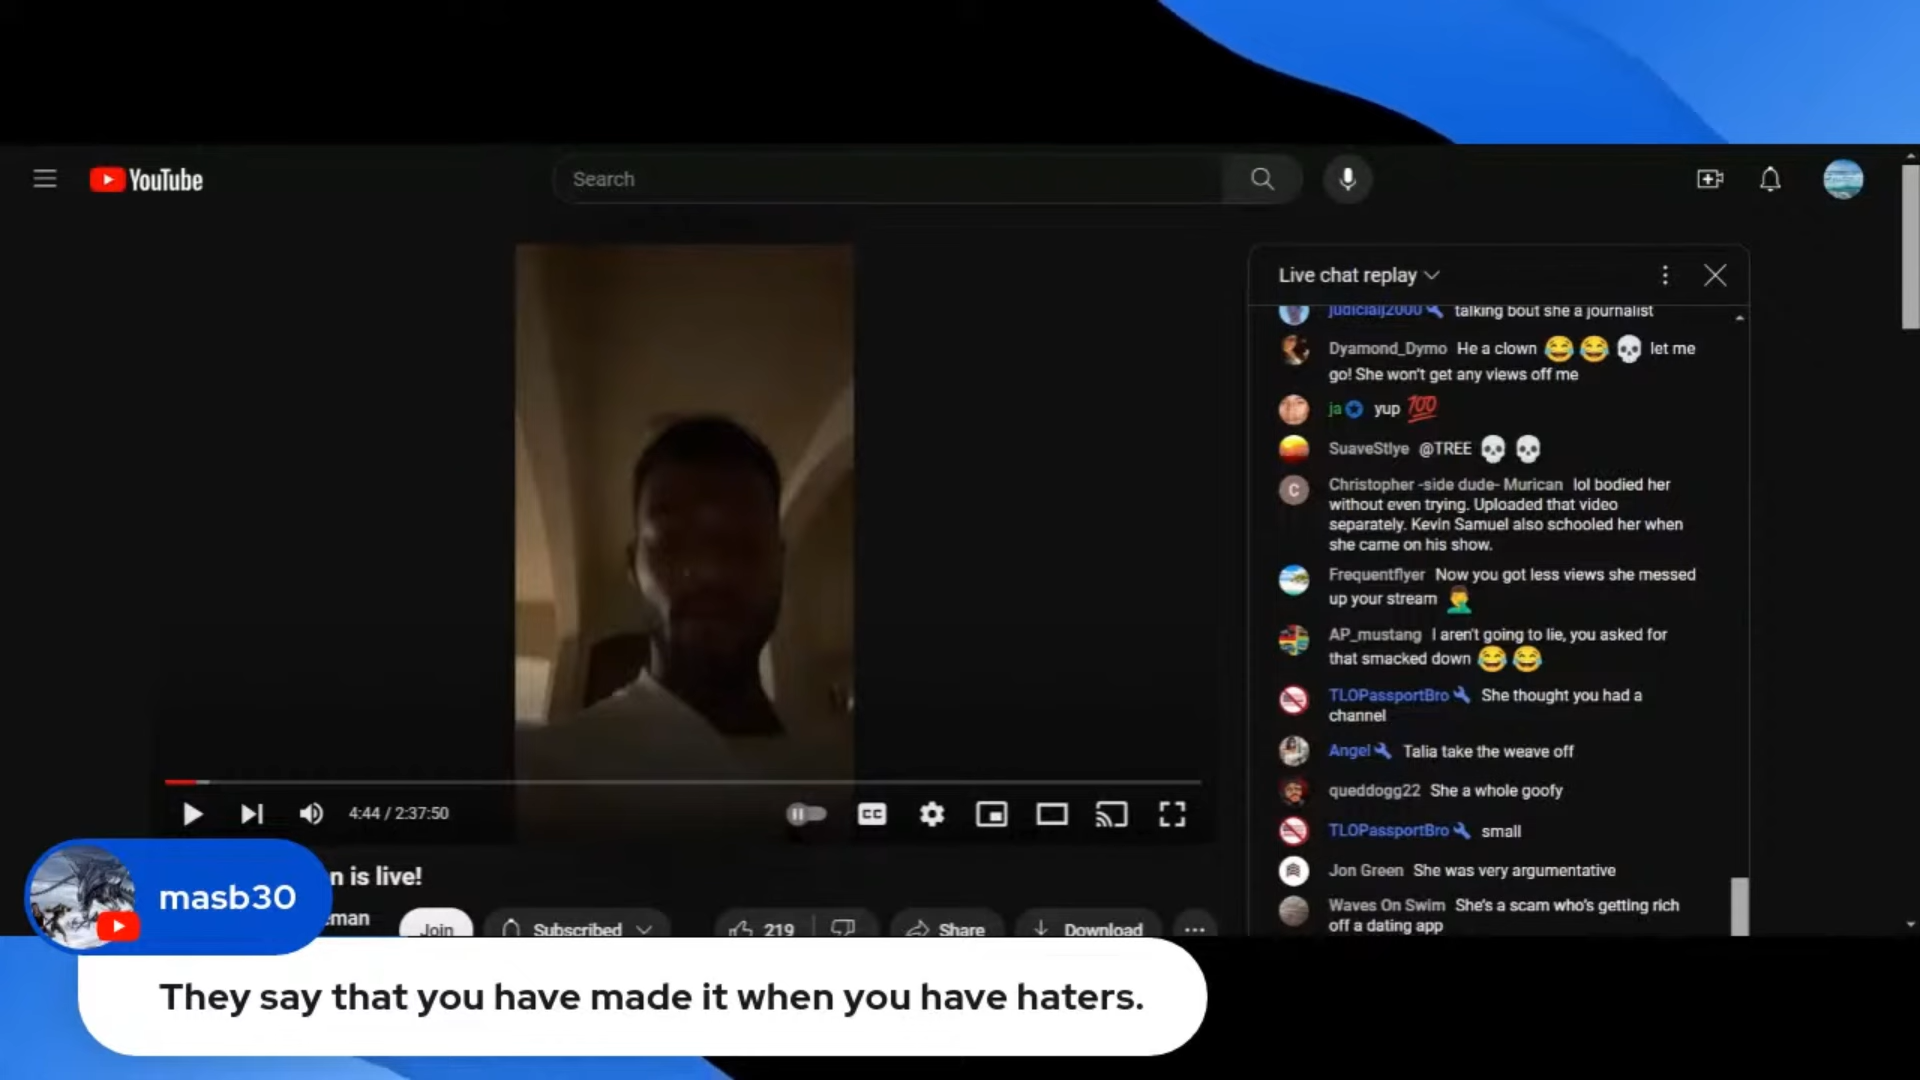 YouTube
Search
Live chat replay
judicialj2000 talking bout she a journalist
Dyamond_Dymo He a clown 😂 😂 💀 let me
go! She won't get any views off me
ja yup 💯
SuaveStlye @TREE 💀 💀
C Christopher -side dude- Murican lol bodied her
without even trying. Uploaded that video
separately. Kevin Samuel also schooled her when
she came on his show.
Frequentflyer Now you got less views she messed
up your stream
AP_mustang I aren't going to lie, you asked for
that smacked down 😂 😂
TLOPassportBro She thought you had a
channel
Angel Talia take the weave off
queddogg22 She a whole goofy
TLOPassportBro small
Jon Green She was very argumentative
Waves On Swim She's a scam who's getting rich
off a dating app
4:44 / 2:37:50
CC
n is live!
eman
Join
Subscribed
219
Share
Download
masb30
They say that you have made it when you have haters.